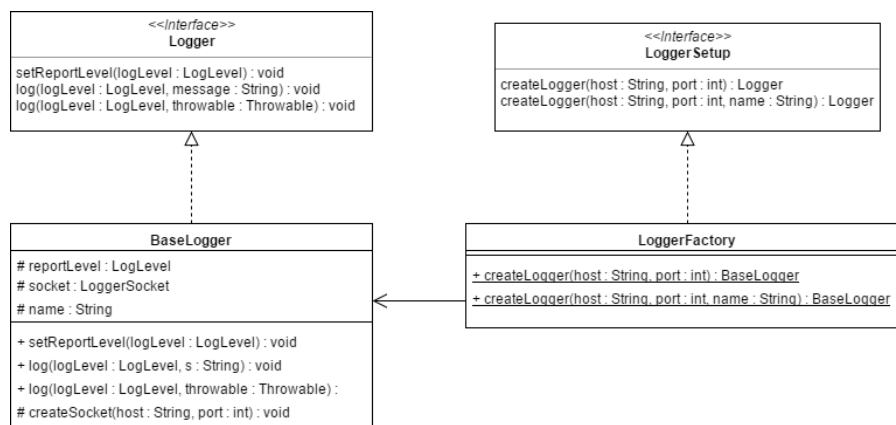 <<Interface>>
Logger
setReportLevel(logLevel : LogLevel) : void
log(logLevel : LogLevel, message : String) : void
log(logLevel : LogLevel, throwable : Throwable) : void
<<Interface>>
LoggerSetup
createLogger(host : String, port : int) : Logger
createLogger(host : String, port : int, name : String) : Logger
BaseLogger
# reportLevel : LogLevel
# socket : LoggerSocket
# name : String
+ setReportLevel(logLevel : LogLevel) : void
+ log(logLevel : LogLevel, s : String) : void
+ log(logLevel : LogLevel, throwable : Throwable) :
# createSocket(host : String, port : int) : void
LoggerFactory
+ createLogger(host : String, port : int) : BaseLogger
+ createLogger(host : String, port : int, name : String) : BaseLogger